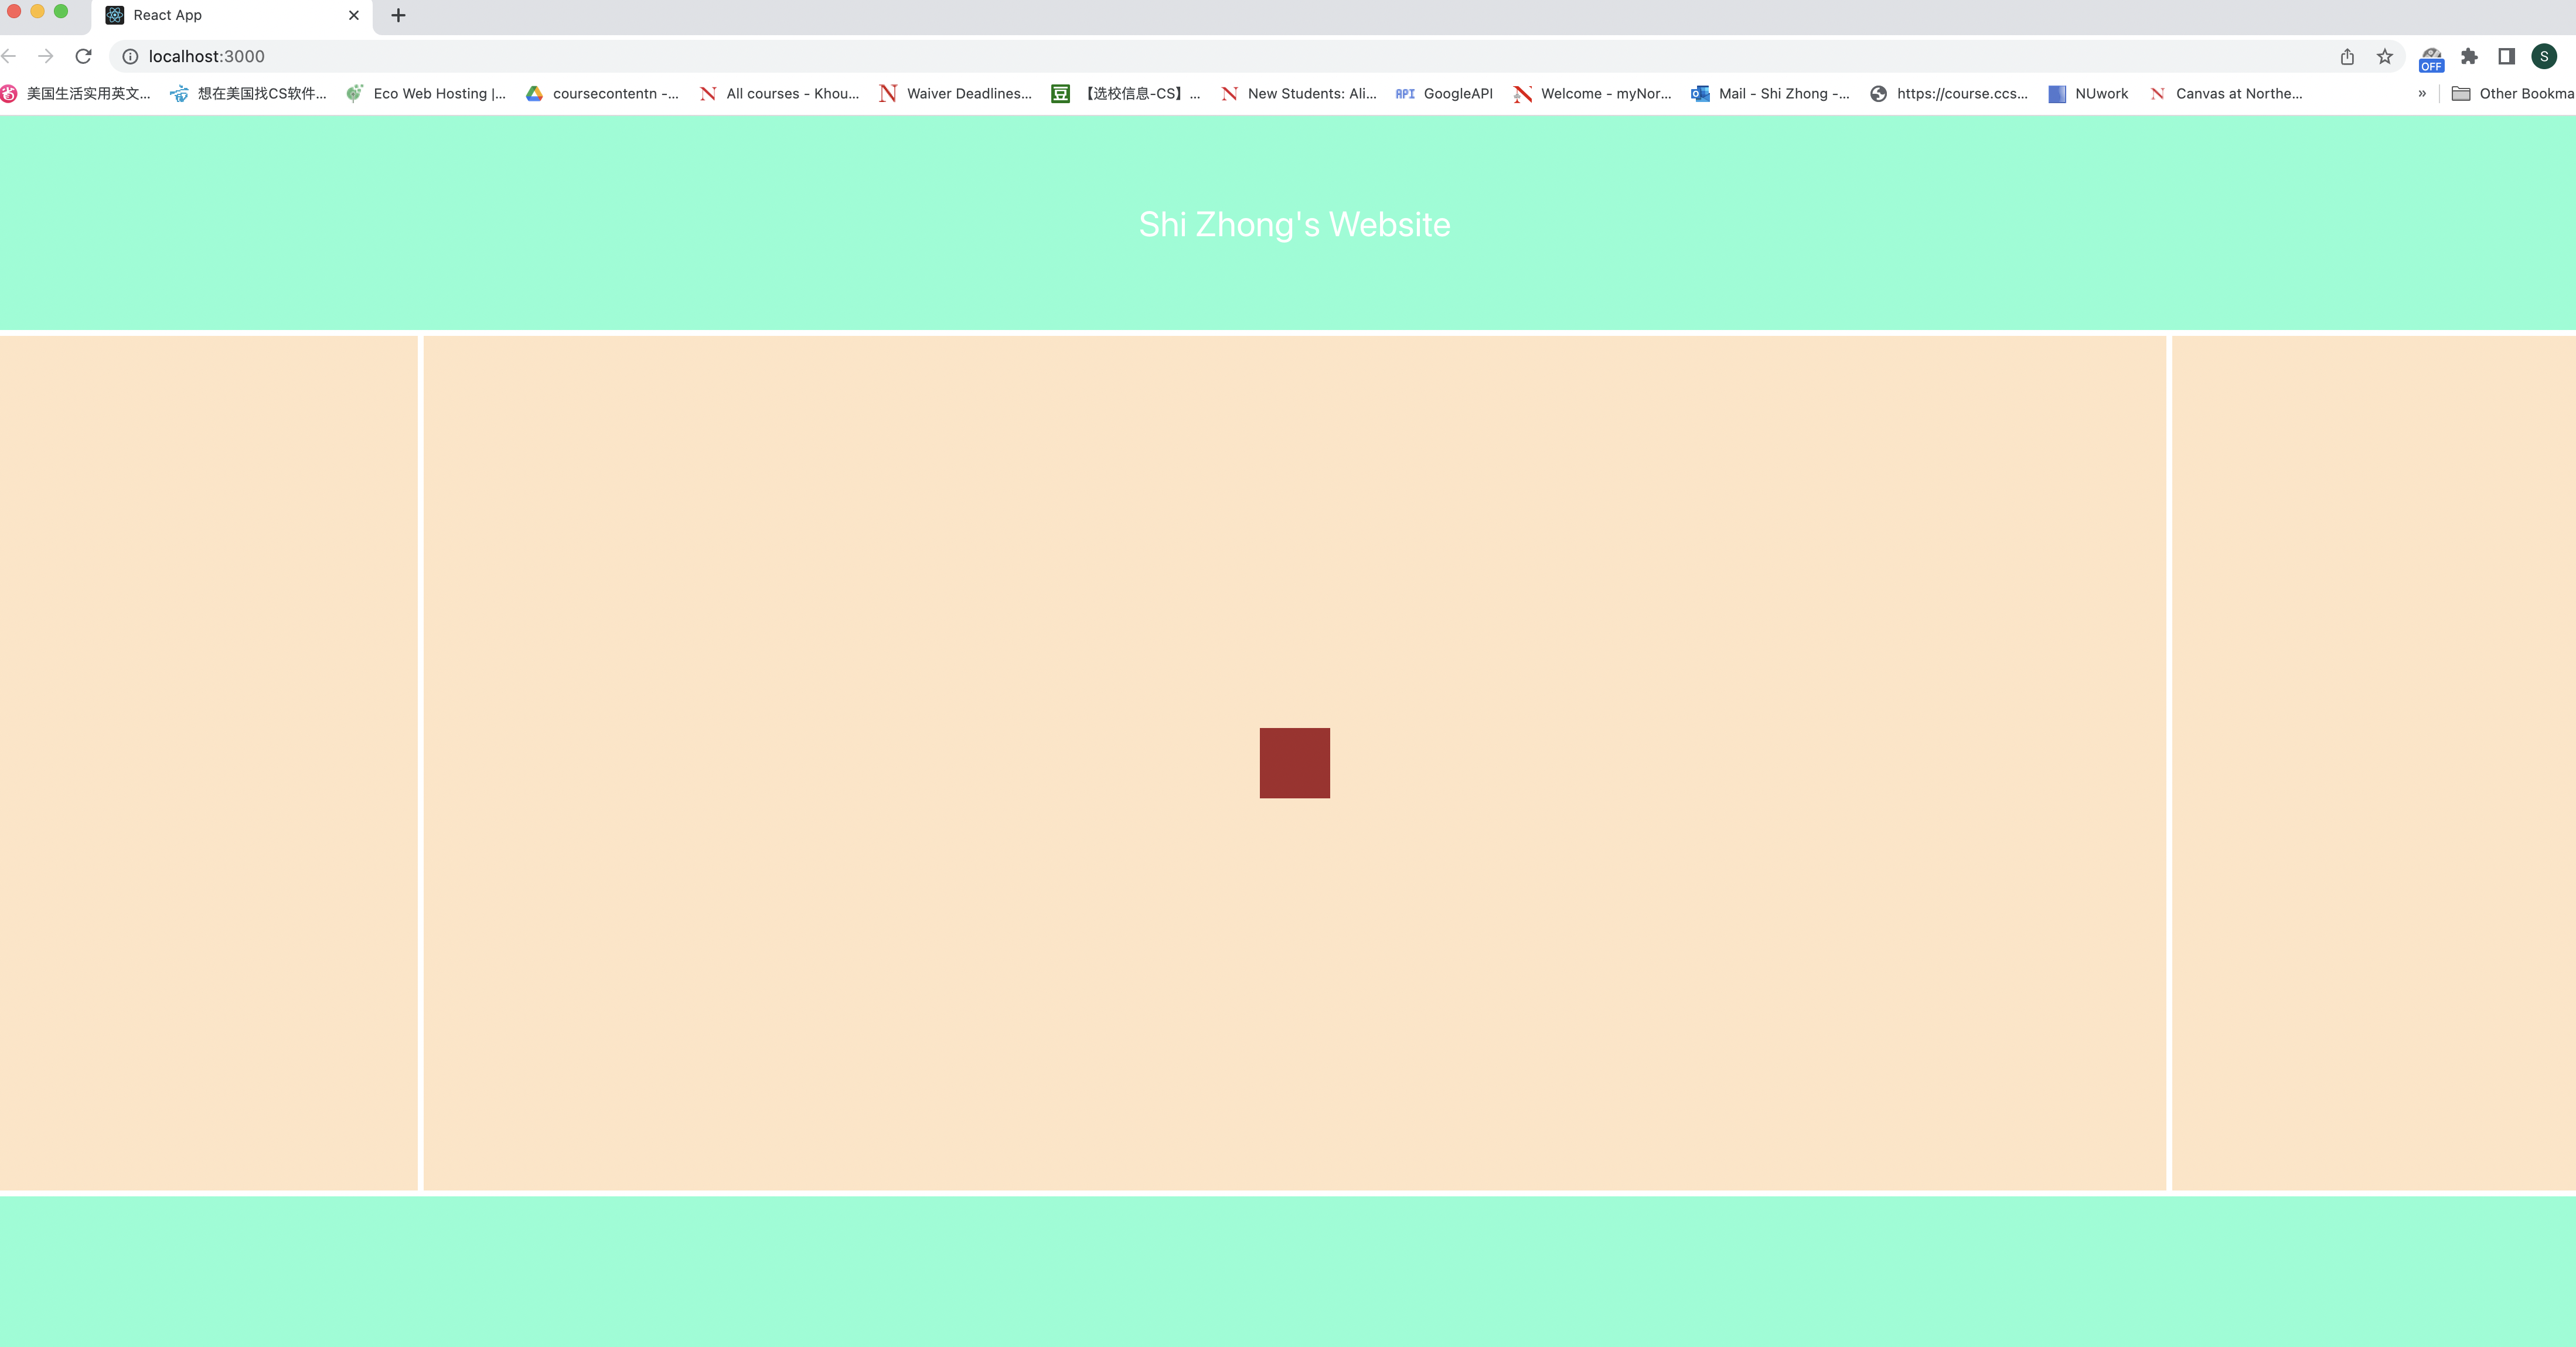 React App
localhost:3000
OFF
S
美国生活实用英文... 想在美国找CS软件... Eco Web Hosting |... coursecontentn -... All courses - Khou... Waiver Deadlines... 豆 【选校信息-CS】... New Students: Ali... API GoogleAPI Welcome - myNor... Mail - Shi Zhong -... https://course.ccs... NUwork Canvas at Northe... » Other Bookma
Shi Zhong's Website